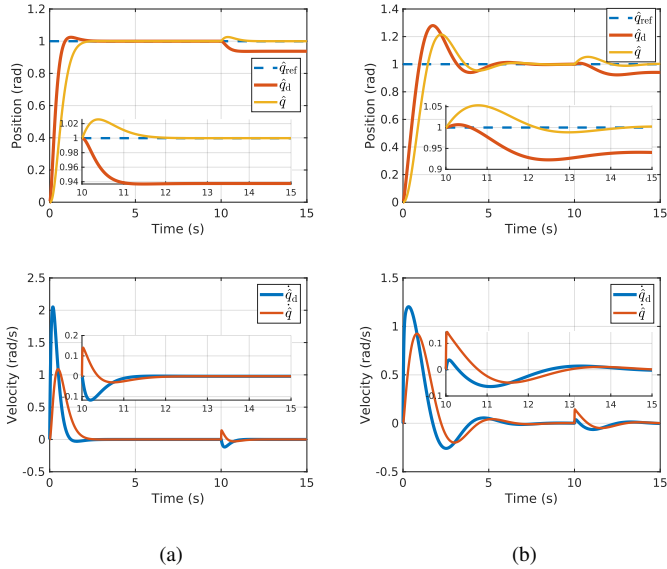 1.2
1
0.8
0.6
0.4
0.2
0
Position (rad)
q̂ref
q̂d
q̂
1.02
1
0.98
0.96
0.94
10 11 12 13 14 15
0 5 10 15
Time (s)
1.4
1.2
1
0.8
0.6
0.4
0.2
0
Position (rad)
q̂ref
q̂d
q̂
1.05
1
0.95
0.9
10 11 12 13 14 15
0 5 10 15
Time (s)
2.5
2
1.5
1
0.5
0
-0.5
Velocity (rad/s)
q̂̇d
q̂̇
0.2
0.1
0
0.1
10 11 12 13 14 15
0 5 10 15
Time (s)
1.5
1
0.5
0
-0.5
Velocity (rad/s)
q̂̇d
q̂̇
0.1
0
0.1
10 11 12 13 14 15
0 5 10 15
Time (s)
(a)
(b)